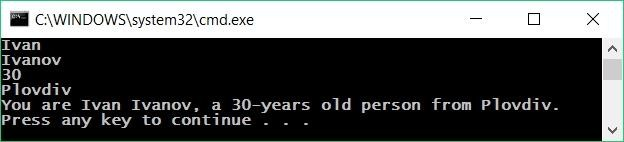 C:\WINDOWS\system32\cmd.exe
Ivan
Ivanov
30
Plovdiv
You are Ivan Ivanov, a 30-years old person from Plovdiv.
Press any key to continue . . .